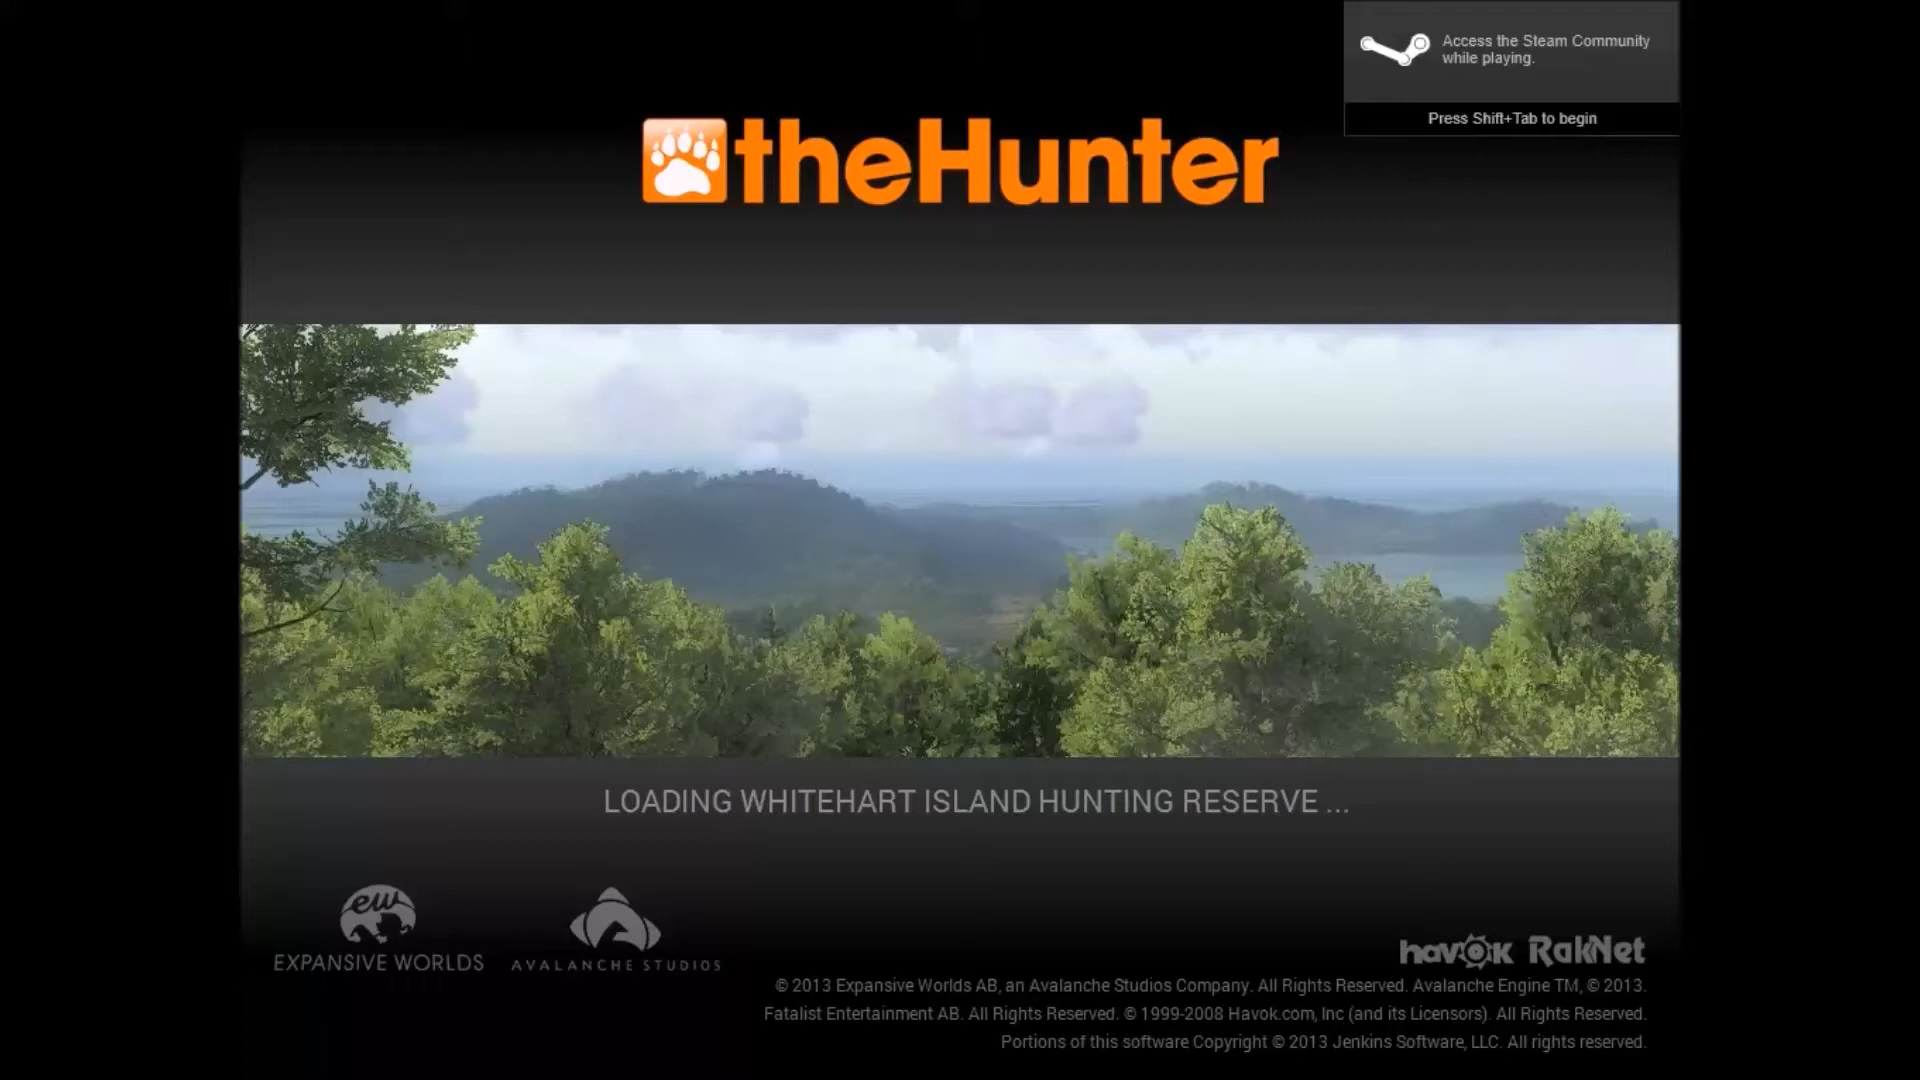 Access the Steam Community
while playing.
Press Shift+Tab to begin
theHunter
LOADING WHITEHART ISLAND HUNTING RESERVE ...
ew
EXPANSIVE WORLDS
AVALANCHE STUDIOS
havok RakNet
© 2013 Expansive Worlds AB, an Avalanche Studios Company. All Rights Reserved. Avalanche Engine TM, © 2013.
Fatalist Entertainment AB. All Rights Reserved. © 1999-2008 Havok.com, Inc (and its Licensors). All Rights Reserved.
Portions of this software Copyright © 2013 Jenkins Software, LLC. All rights reserved.